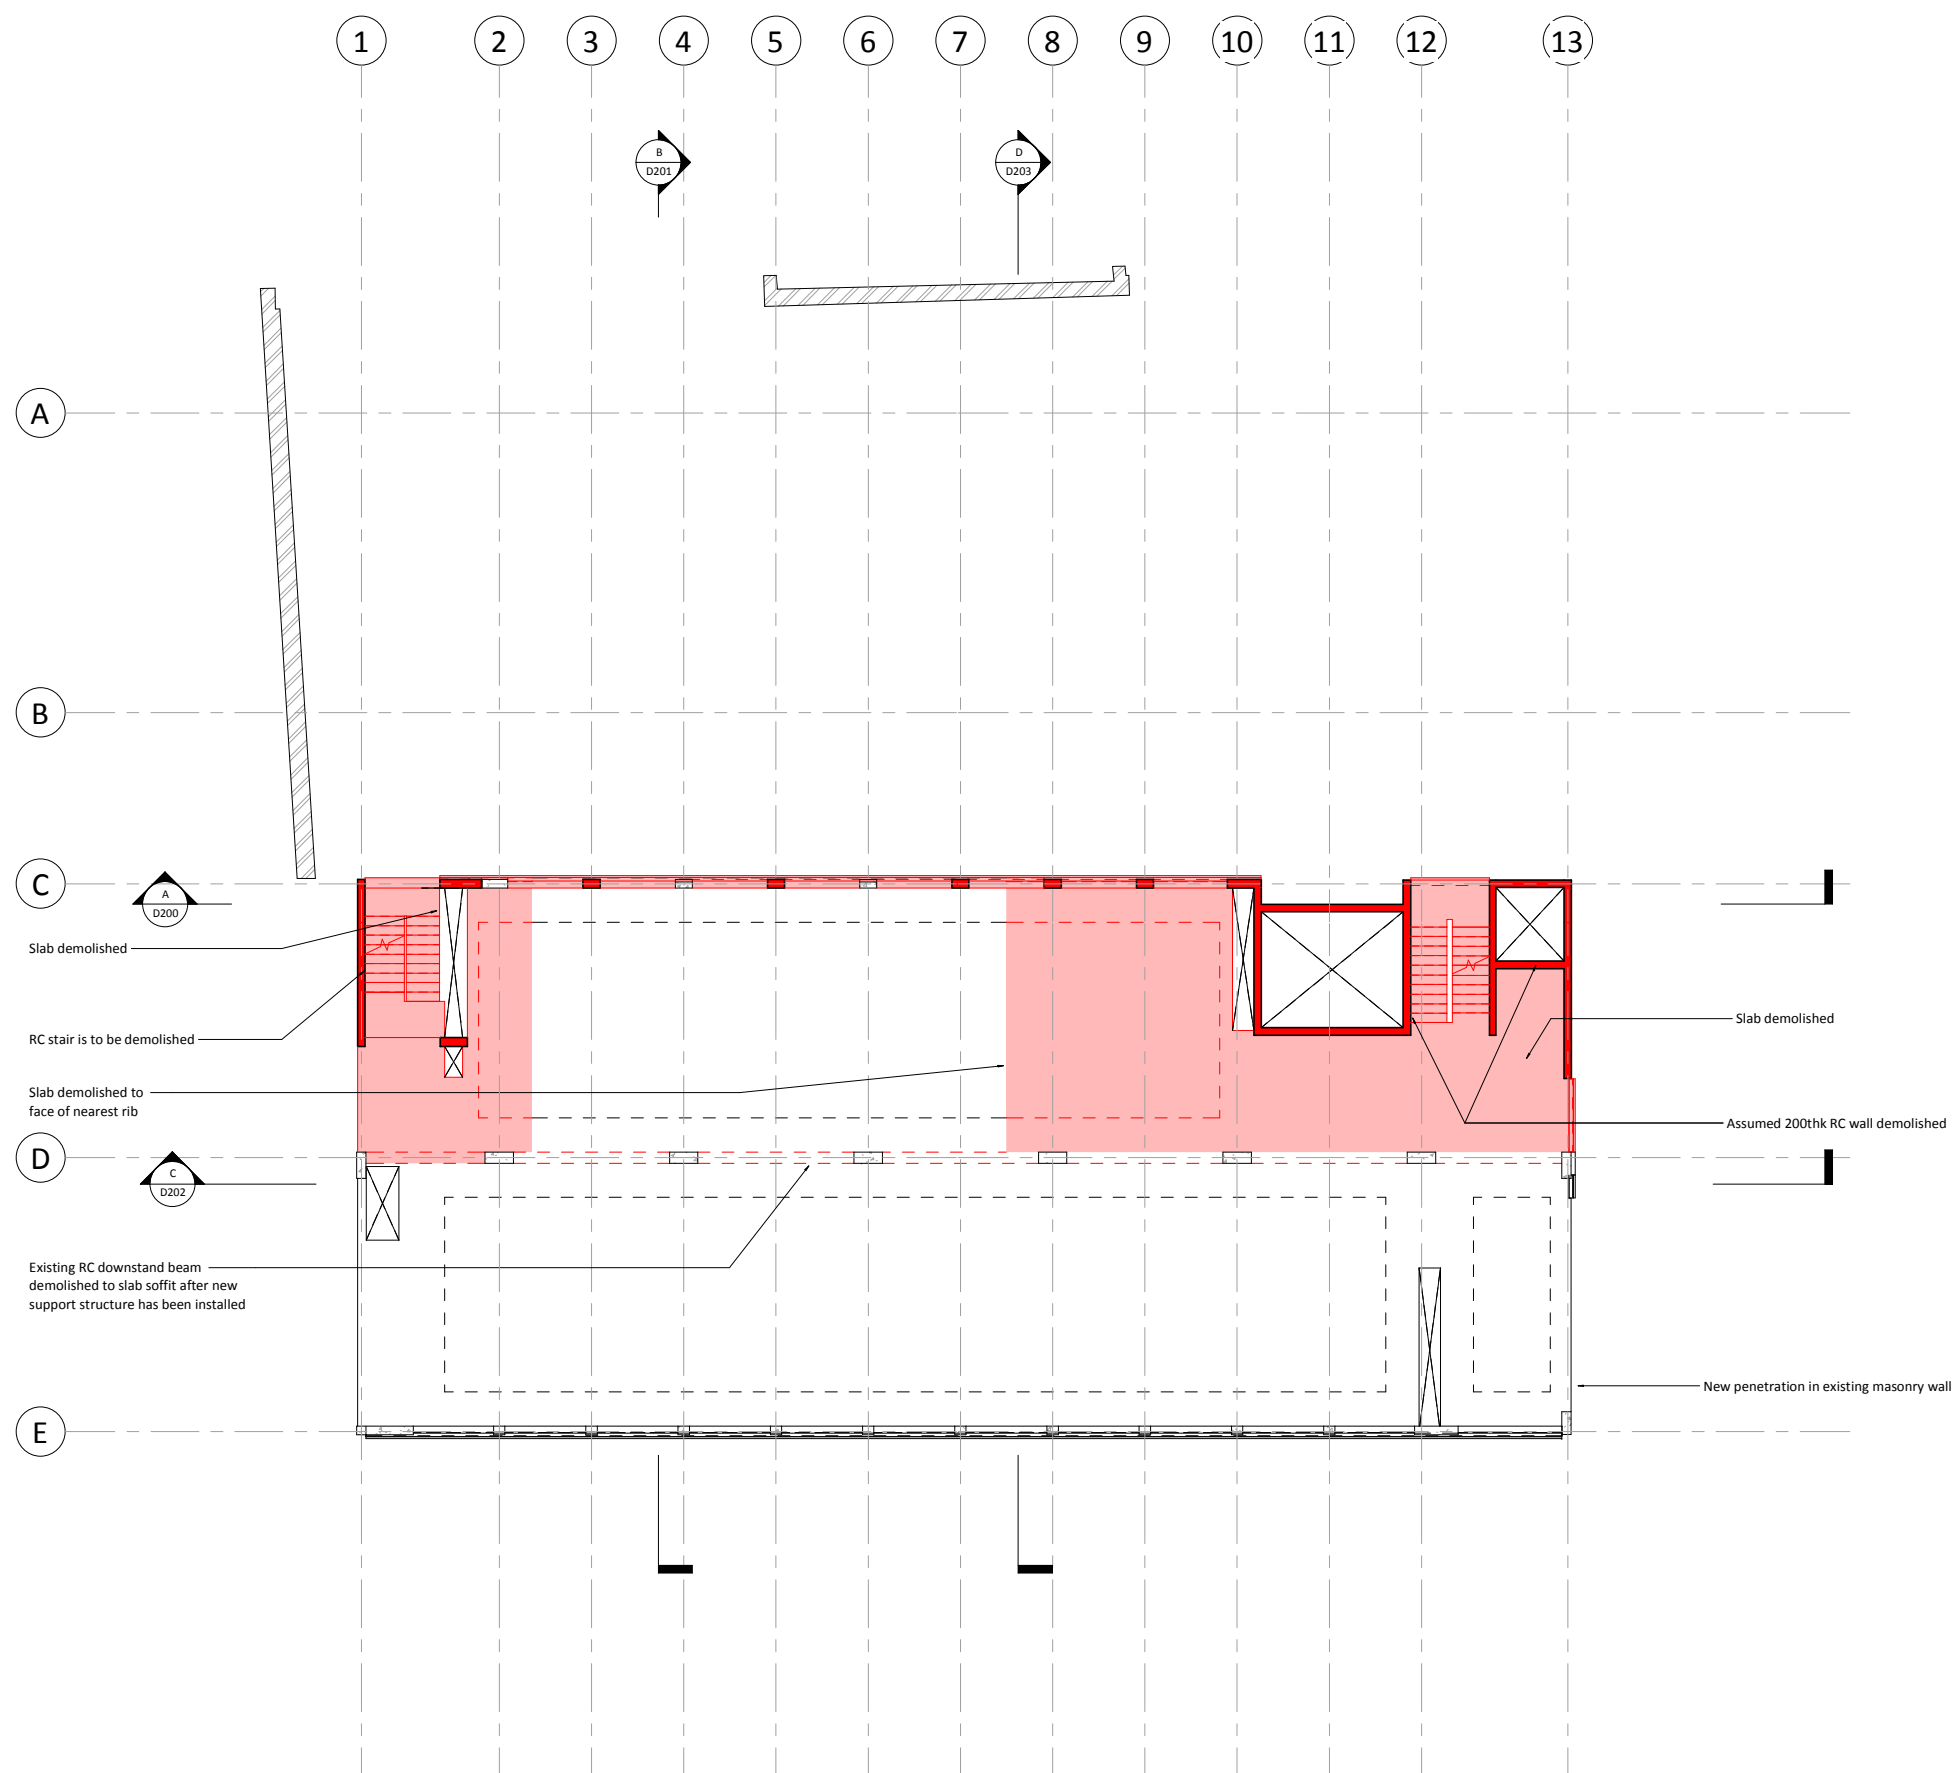 1 2 3 4 5 6 7 8 9 10 11 12 13
B
D201
D
D203
A
B
C
A
D200
Slab demolished
RC stair is to be demolished
Slab demolished
Slab demolished to
face of nearest rib
Assumed 200thk RC wall demolished
D
C
D202
Existing RC downstand beam
demolished to slab soffit after new
support structure has been installed
New penetration in existing masonry wall
E